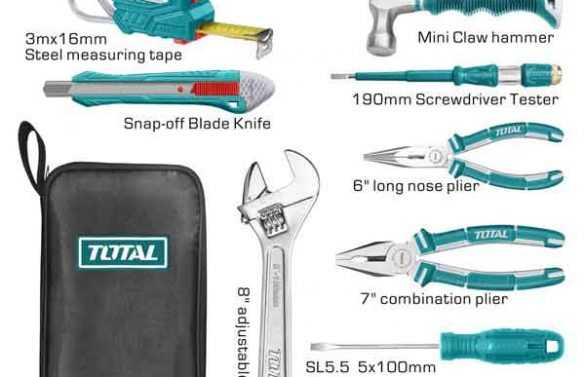 3mx16mm
Steel measuring tape
Mini Claw hammer
Snap-off Blade Knife
190mm Screwdriver Tester
TOTAL
6" long nose plier
TOTAL
TOTAL
7" combination plier
8" adjustable
TOTAL
SL5.5 5x100mm